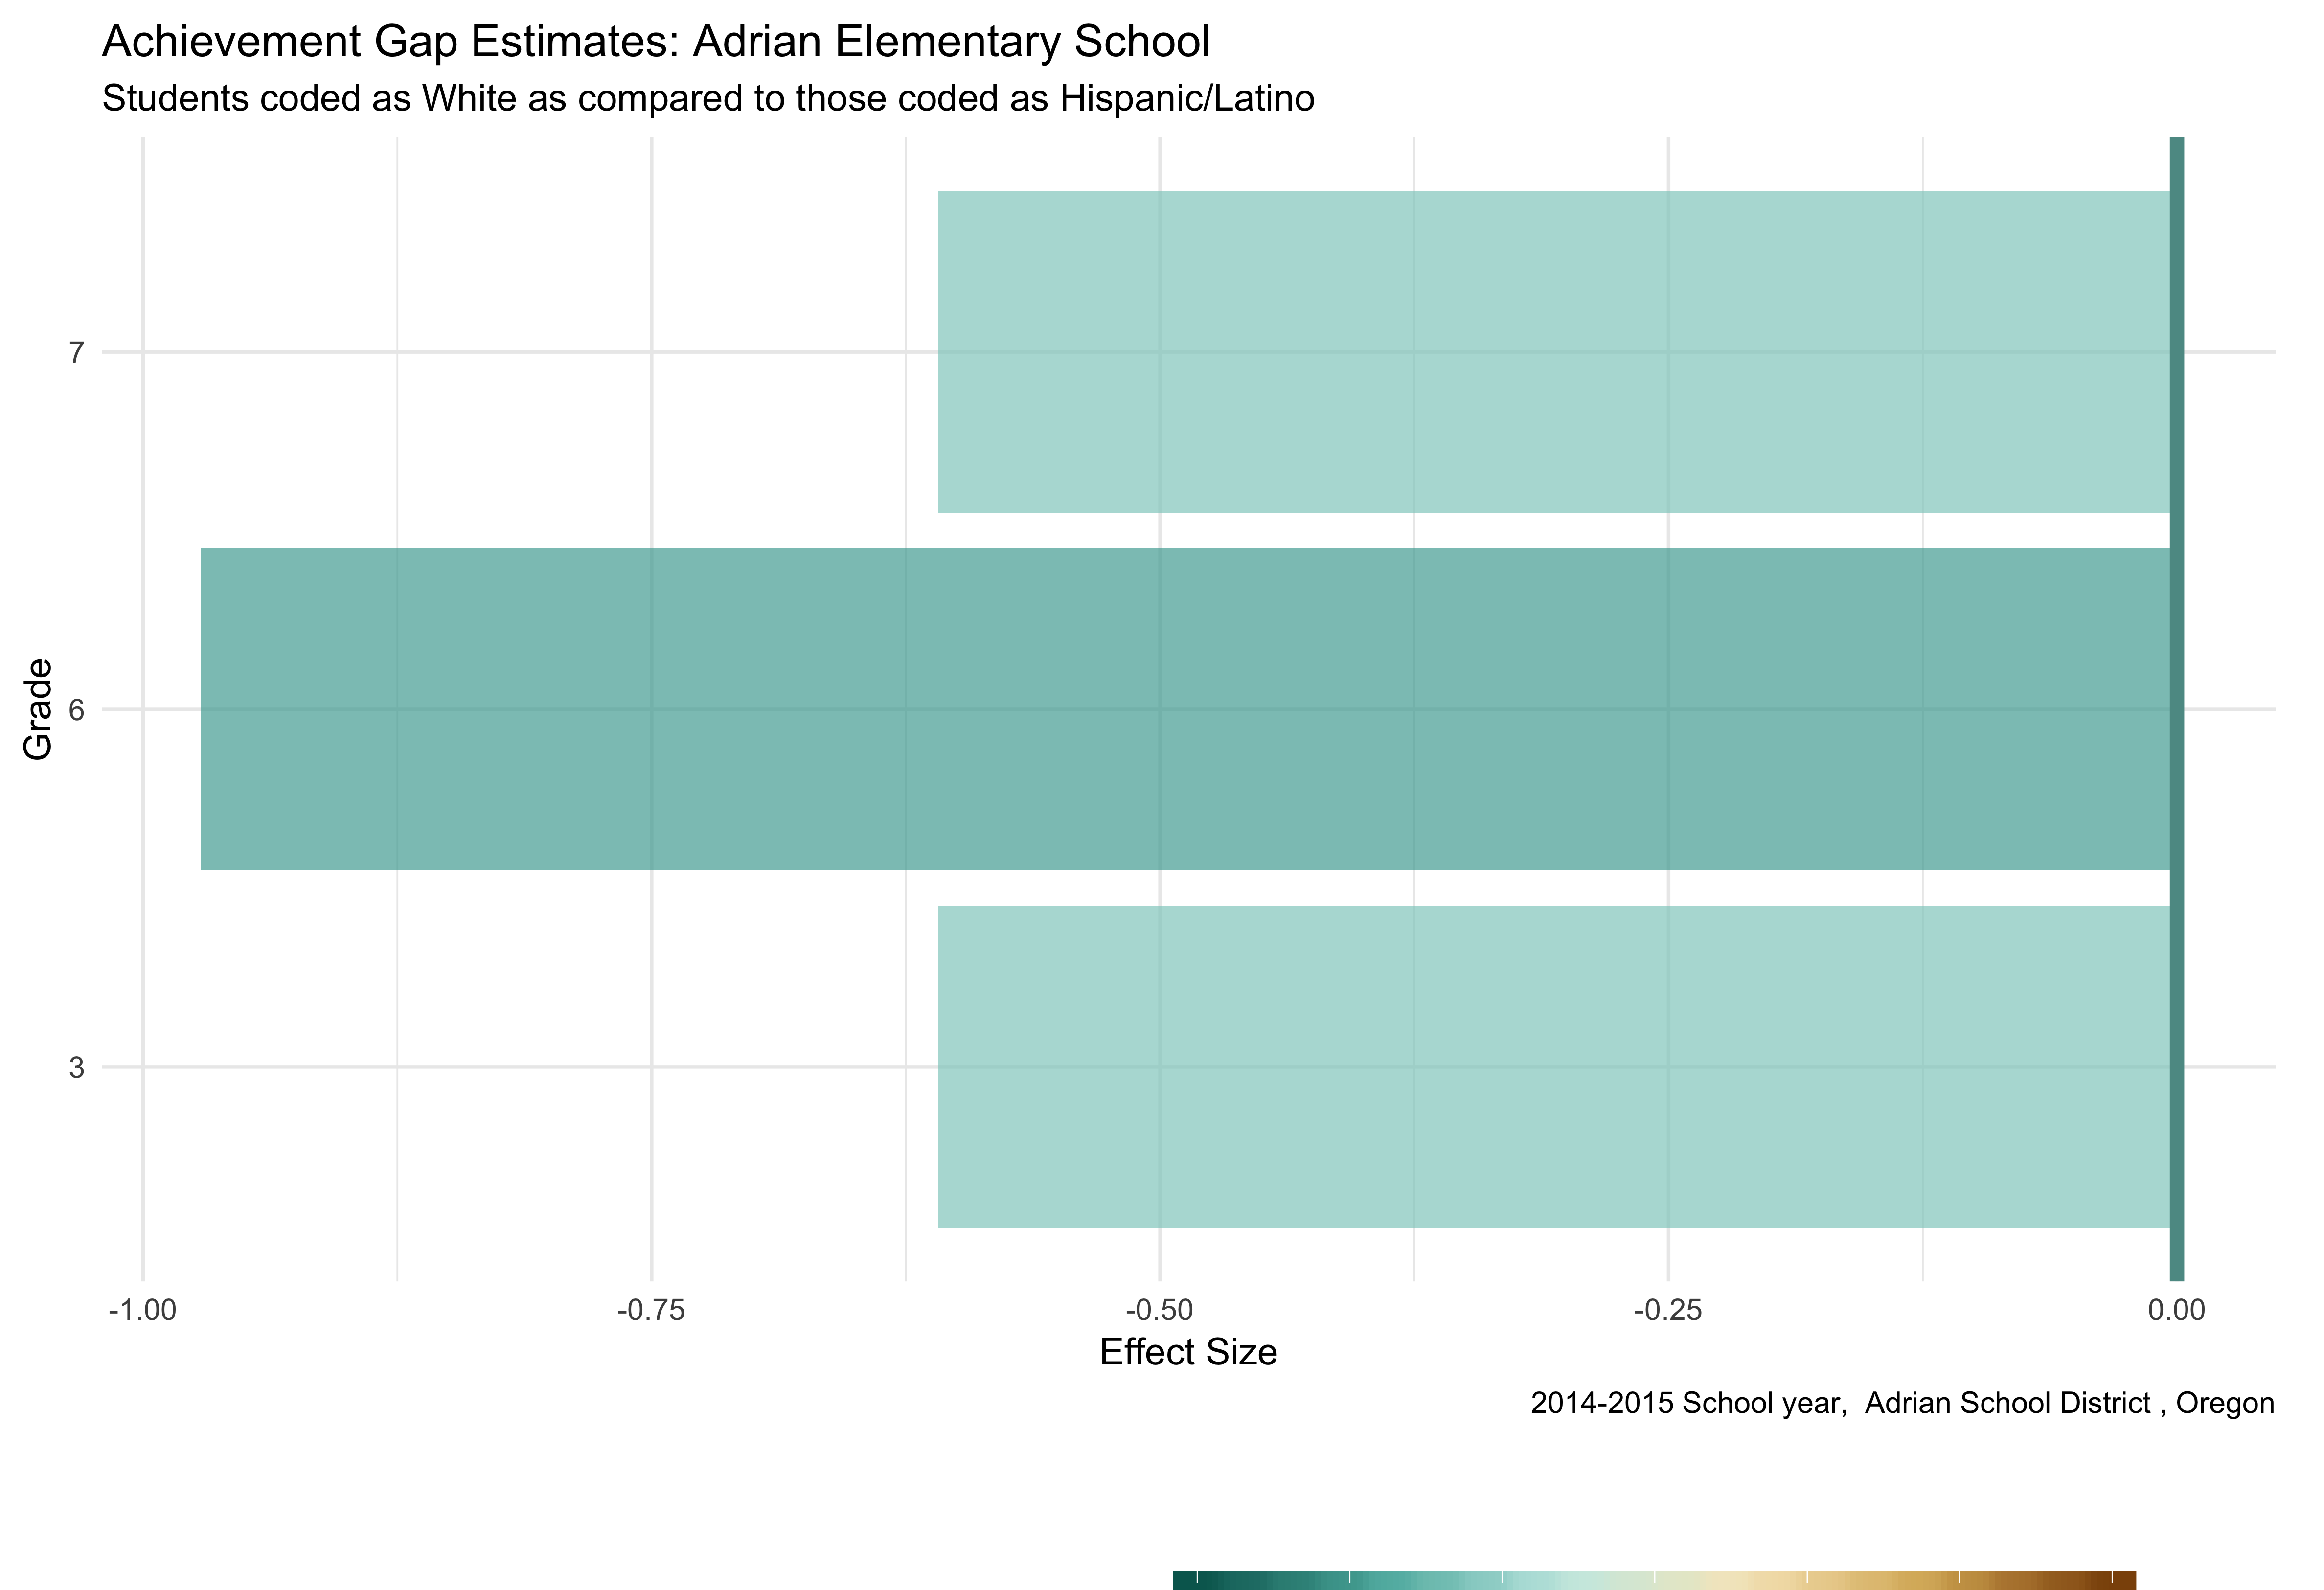 Achievement Gap Estimates: Adrian Elementary School
Students coded as White as compared to those coded as Hispanic/Latino
Grade
7
6
3
-1.00 -0.75 -0.50 -0.25 0.00
Effect Size
2014-2015 School year,  Adrian School District , Oregon